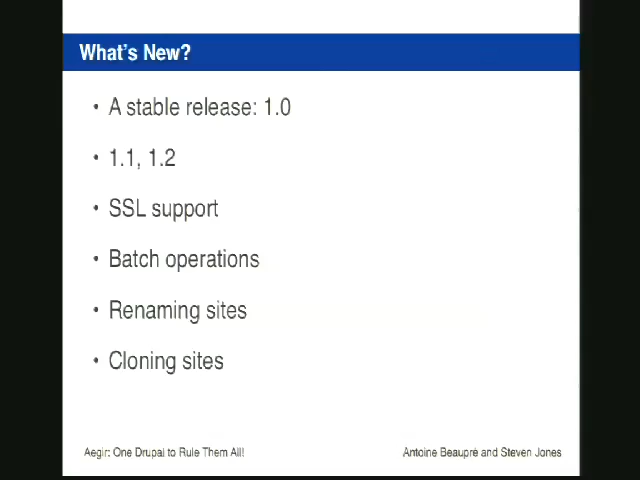 What's New?
• A stable release: 1.0
• 1.1, 1.2
• SSL support
• Batch operations
• Renaming sites
• Cloning sites
Aegir: One Drupal to Rule Them All!
Antoine Beaupré and Steven Jones